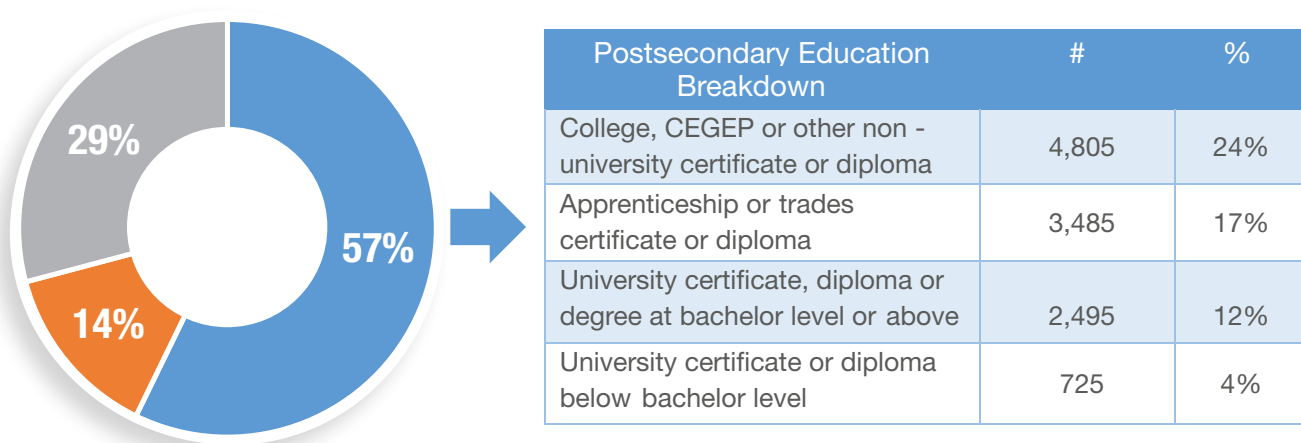 29%
57%
14%
Postsecondary Education # %
Breakdown
College, CEGEP or other non -
university certificate or diploma 4,805 24%
Apprenticeship or trades
certificate or diploma 3,485 17%
University certificate, diploma or
degree at bachelor level or above 2,495 12%
University certificate or diploma
below bachelor level 725 4%